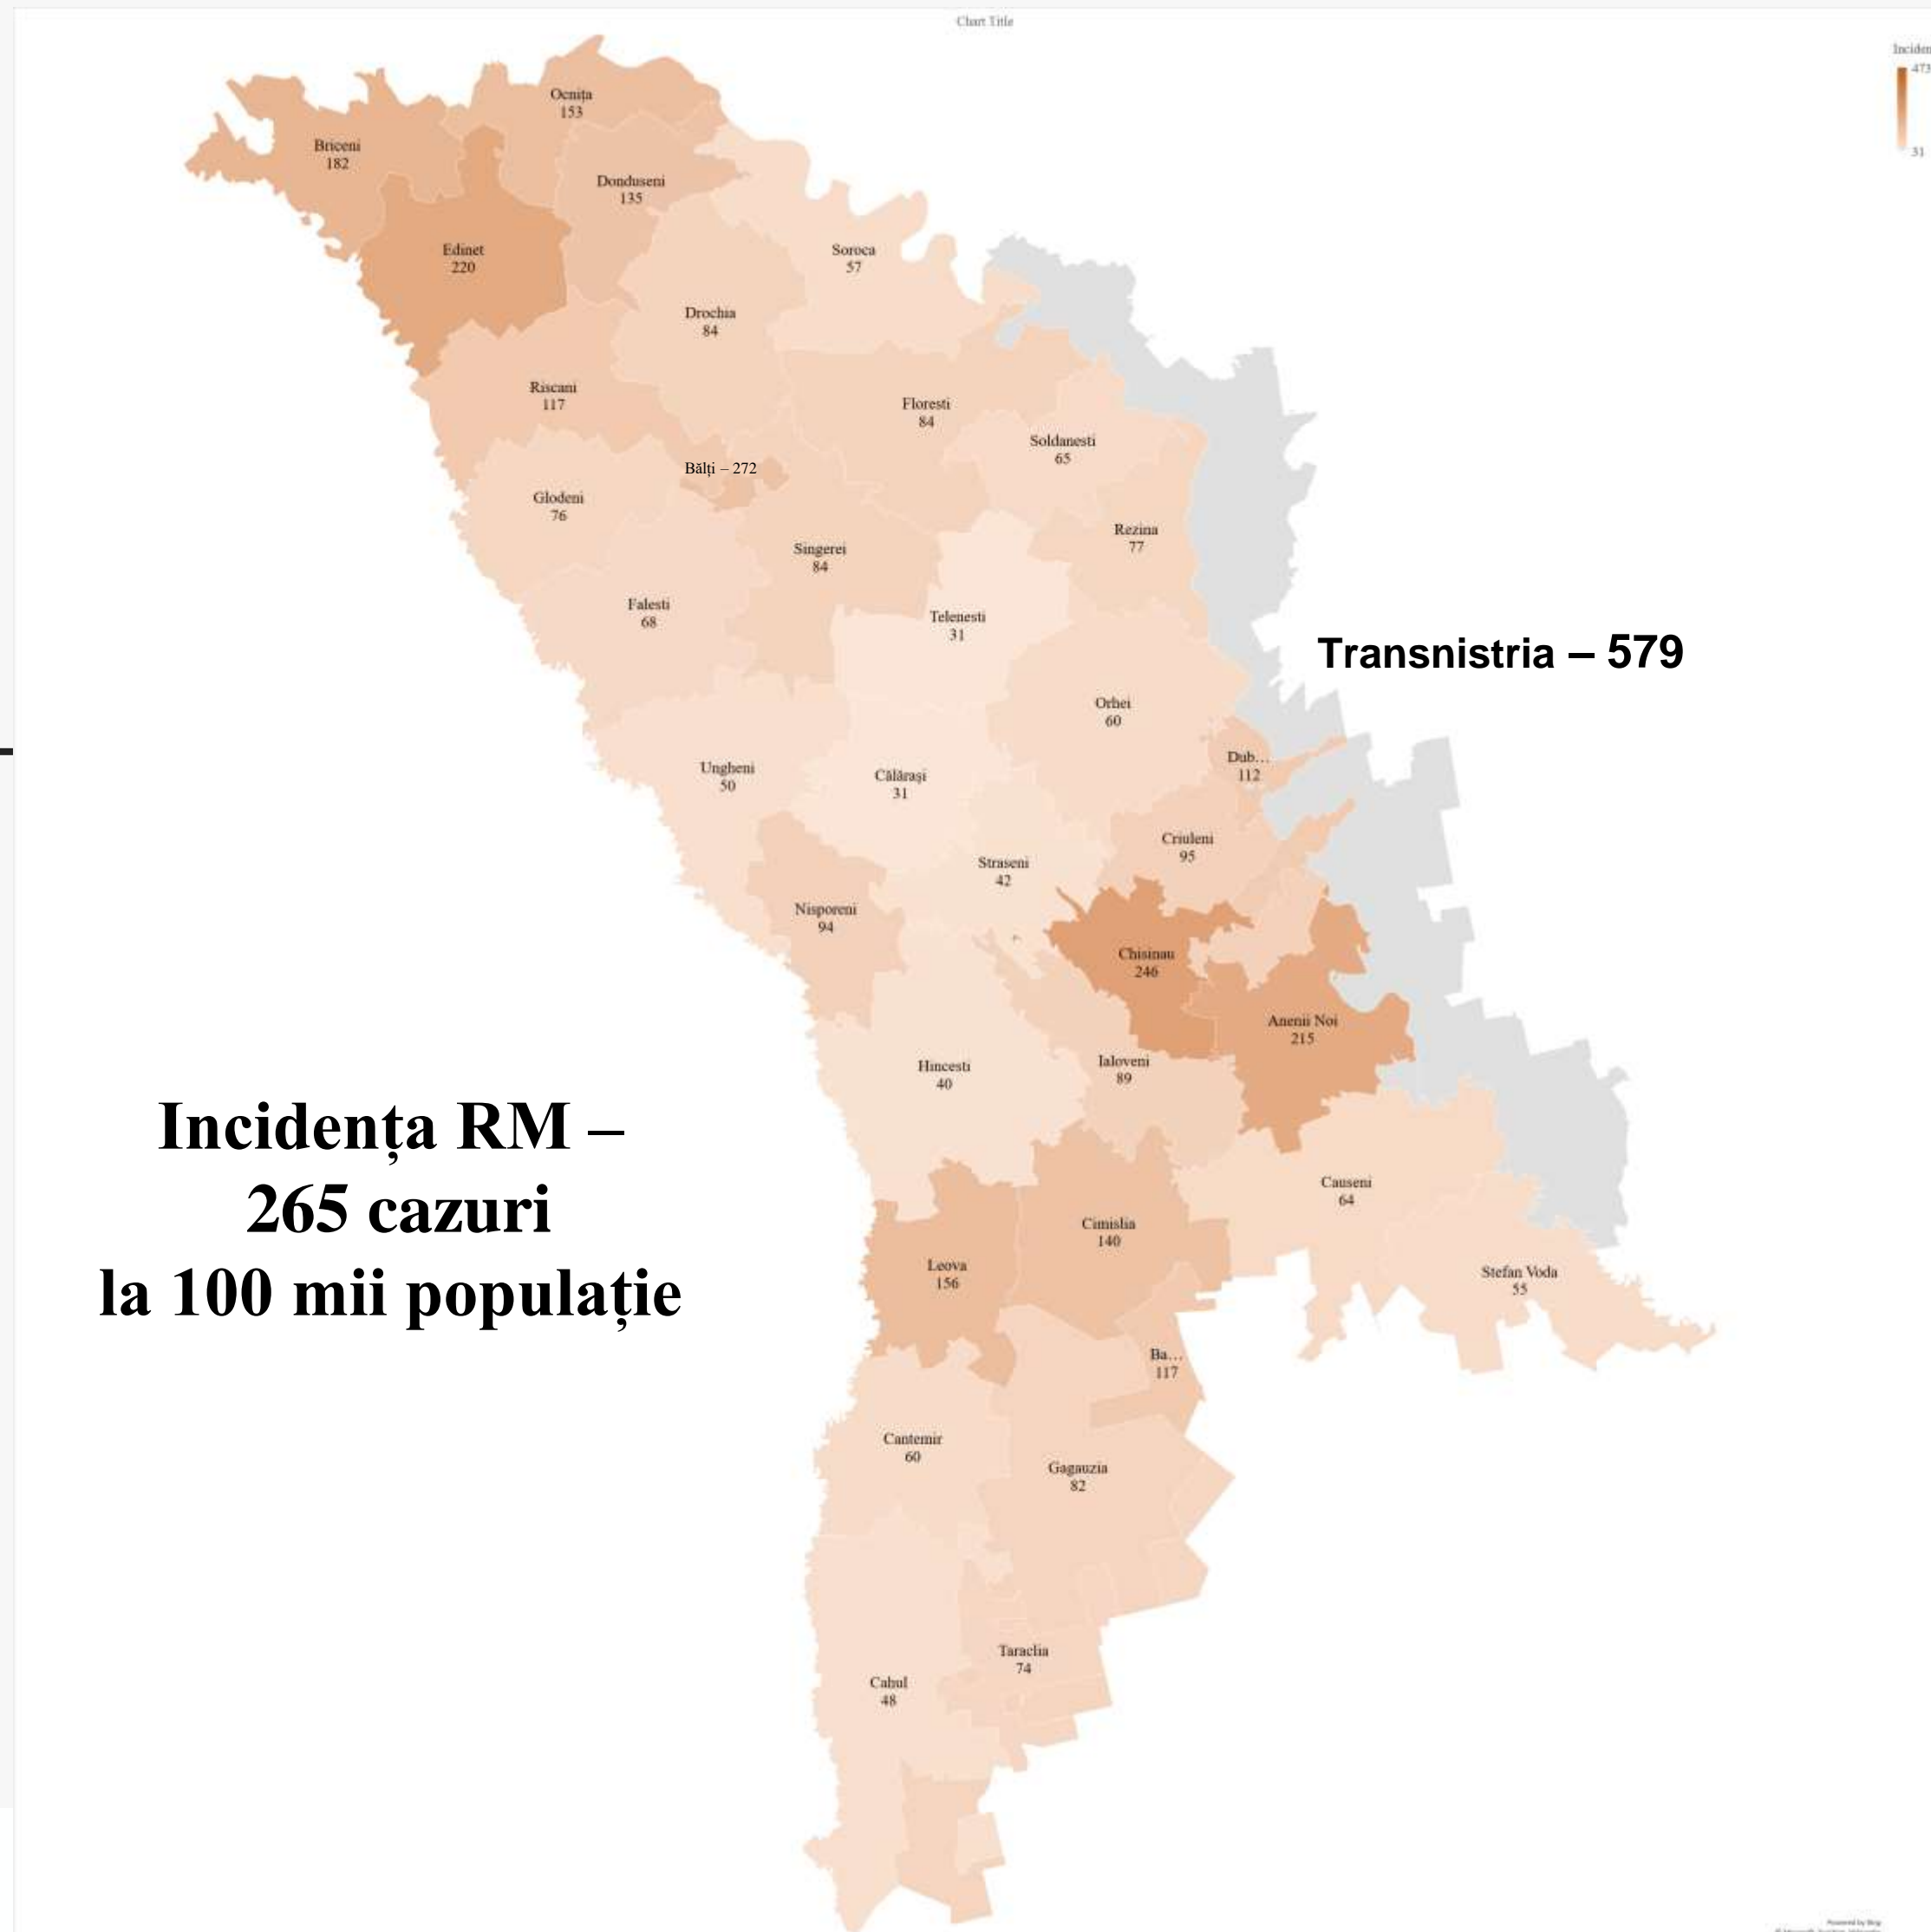 Chart Title
Inciden
473
31
Ocnița
153
Briceni
182
Donduseni
135
Edinet
220
Soroca
57
Drochia
84
Riscani
117
Floresti
84
Soldanesti
65
Bălți – 272
Glodeni
76
Rezina
77
Singerei
84
Falesti
68
Telenesti
31
Transnistria – 579
Orhei
60
Ungheni
50
Călărași
31
Dub...
112
Criuleni
95
Straseni
42
Nisporeni
94
Chisinau
246
Anenii Noi
215
Hincesti
40
Ialoveni
89
Incidența RM –
265 cazuri
la 100 mii populație
Causeni
64
Cimislia
140
Leova
156
Stefan Voda
55
Ba...
117
Cantemir
60
Gagauzia
82
Taraclia
74
Cahul
48
Powered by Bing